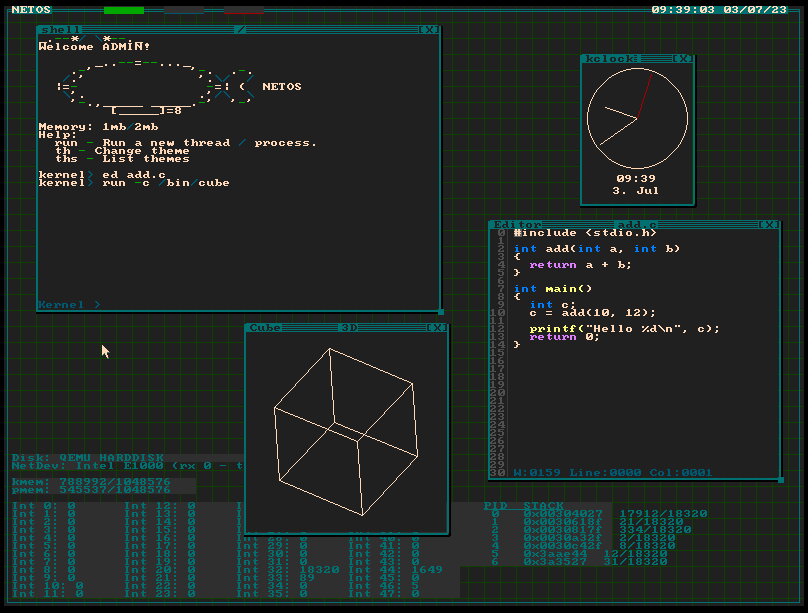 NETOS
09:39:03 03/07/23
shell / [X]
Welcome ADMIN!
NETOS
[_____]=8
Memory: 1mb/2mb
Help:
run - Run a new thread / process.
th - Change theme
ths - List themes
kernel> ed add.c
kernel> run -c /bin/cube
Kernel >
kclock [X]
09:39
3. Jul
Editor add.c [X]
0 #include <stdio.h>
1
2 int add(int a, int b)
3 {
4 return a + b;
5 }
6
7 int main()
8 {
9 int c;
10 c = add(10, 12);
11
12 printf("Hello %d\n", c);
13 return 0;
14 }
15
16
17
18
19
20
21
22
23
24
25
26
27
28
29
30
W:0159 Line:0000 Col:0001
Cube 3D [X]
Disk: QEMU HARDDISK
NetDev: Intel E1000 (rx 0 - t
kmem: 788992/1048576
pmem: 545537/1048576
Int 0: 0 Int 12: 0
Int 1: 0 Int 13: 0
Int 2: 0 Int 14: 0
Int 3: 0 Int 15: 0
Int 4: 0 Int 16: 0
Int 5: 0 Int 17: 0 Int 29: 0 Int 41: 0
Int 6: 0 Int 18: 0 Int 30: 0 Int 42: 0
Int 7: 0 Int 19: 0 Int 31: 0 Int 43: 0
Int 8: 0 Int 20: 0 Int 32: 18320 Int 44: 1649
Int 9: 0 Int 21: 0 Int 33: 89 Int 45: 0
Int 10: 0 Int 22: 0 Int 34: 0 Int 46: 5
Int 11: 0 Int 23: 0 Int 35: 0 Int 47: 0
PID STACK
0 0x00304027 17912/18320
1 0x0030618f 21/18320
2 0x0030817f 334/18320
3 0x0030a32f 2/18320
4 0x0030c42f 8/18320
5 0x3aae44 12/18320
6 0x3a3527 31/18320